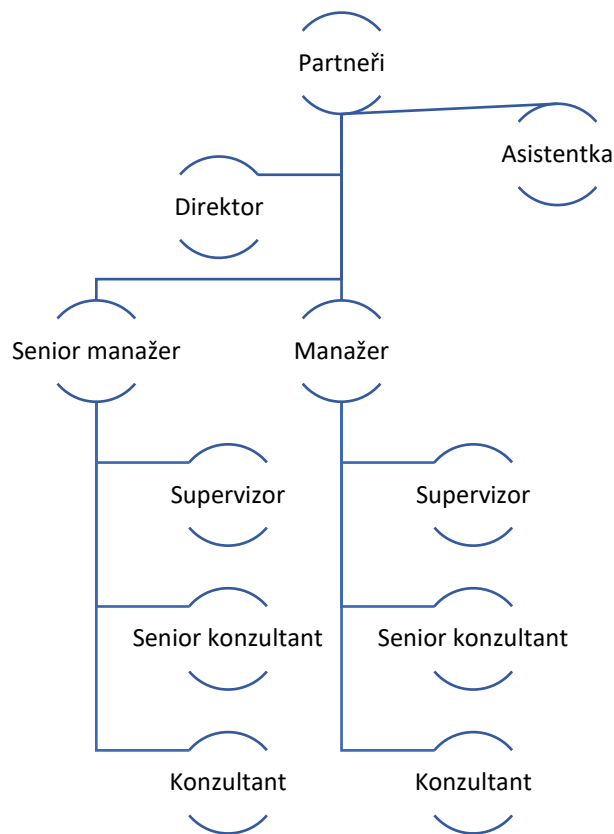 Partneři
Asistentka
Direktor
Senior manažer
Manažer
Supervizor
Supervizor
Senior konzultant
Senior konzultant
Konzultant
Konzultant